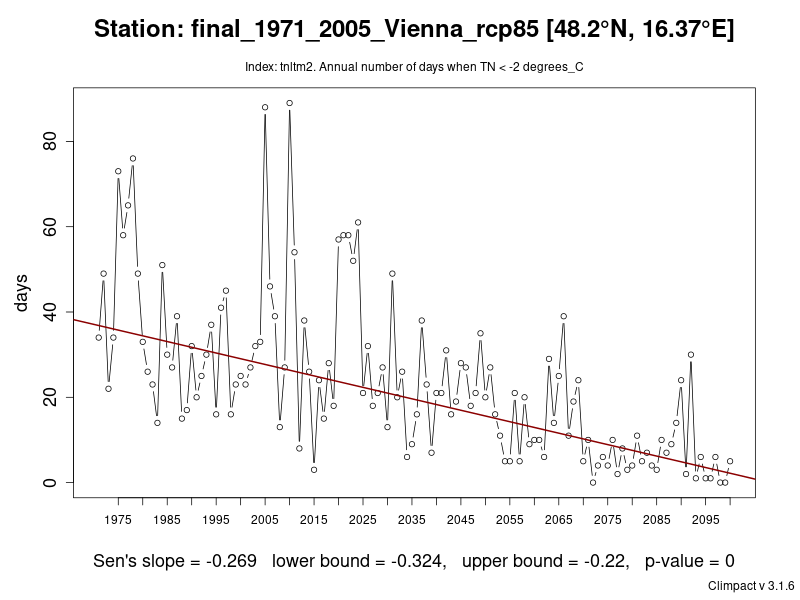 Station: final_1971_2005_Vienna_rcp85 [48.2°N, 16.37°E]
Index: tnltm2. Annual number of days when TN < -2 degrees_C
80
60
40
20
0
days
1975 1985 1995 2005 2015 2025 2035 2045 2055 2065 2075 2085 2095
Sen's slope = -0.269 lower bound = -0.324, upper bound = -0.22, p-value = 0
Climpact v 3.1.6